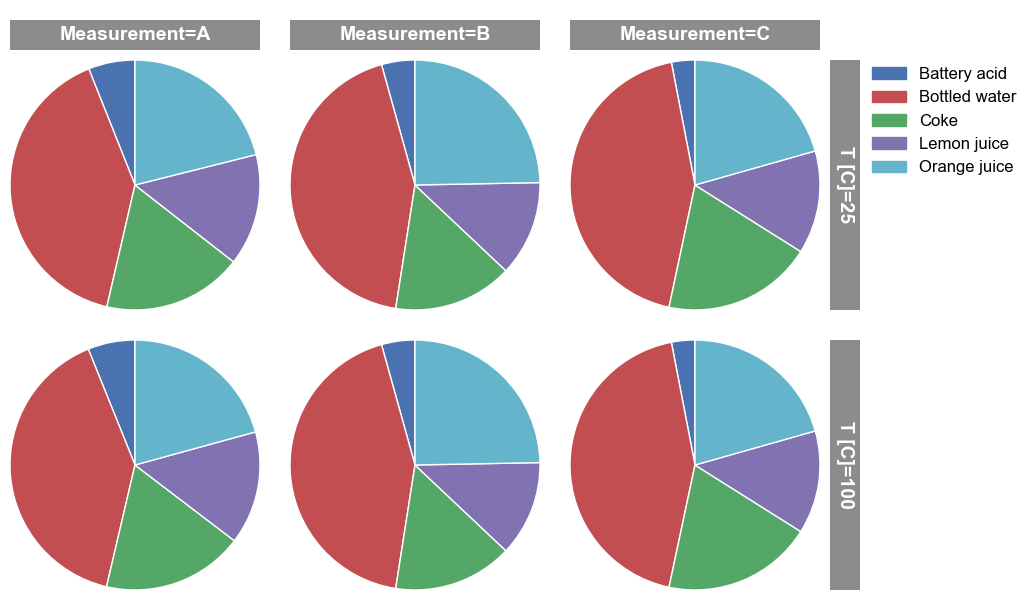 Measurement=A
Measurement=B
Measurement=C
T [C]=25
Battery acid
Bottled water
Coke
Lemon juice
Orange juice
T [C]=100